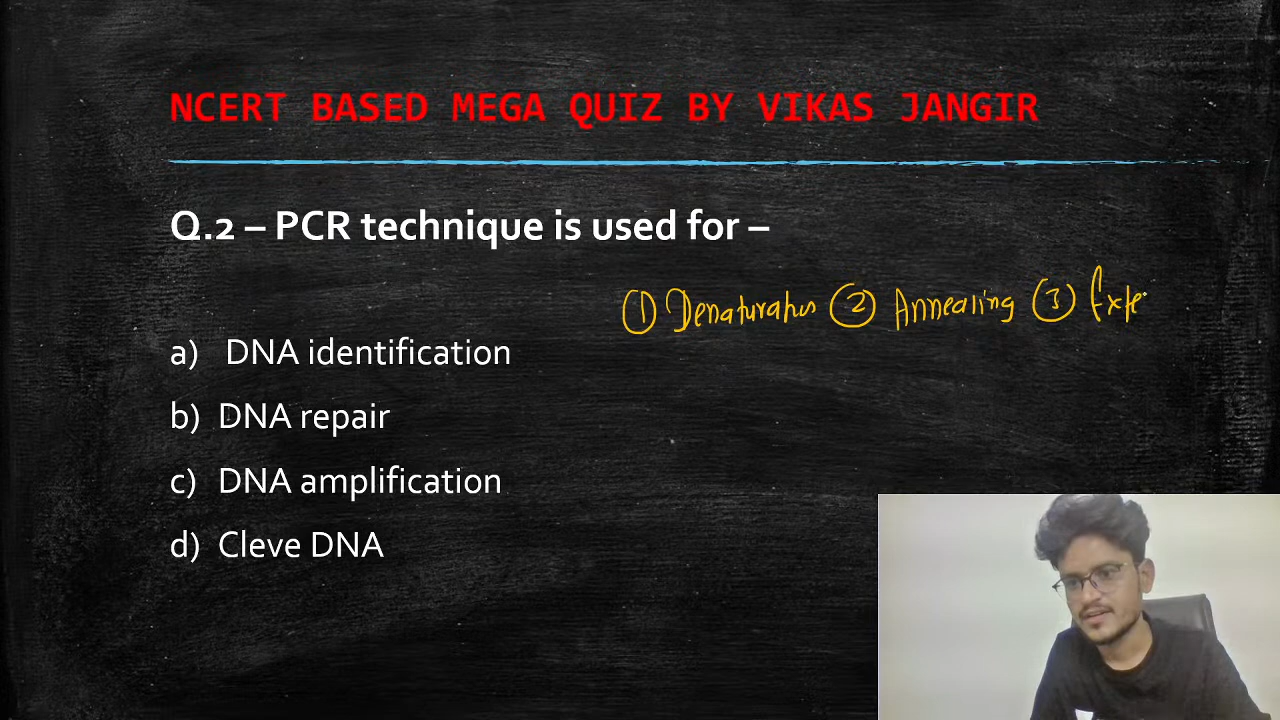 NCERT BASED MEGA QUIZ BY VIKAS JANGIR
Q.2 – PCR technique is used for –
① Denaturation ② Annealing ③ Exte
a) DNA identification
b) DNA repair
c) DNA amplification
d) Cleve DNA